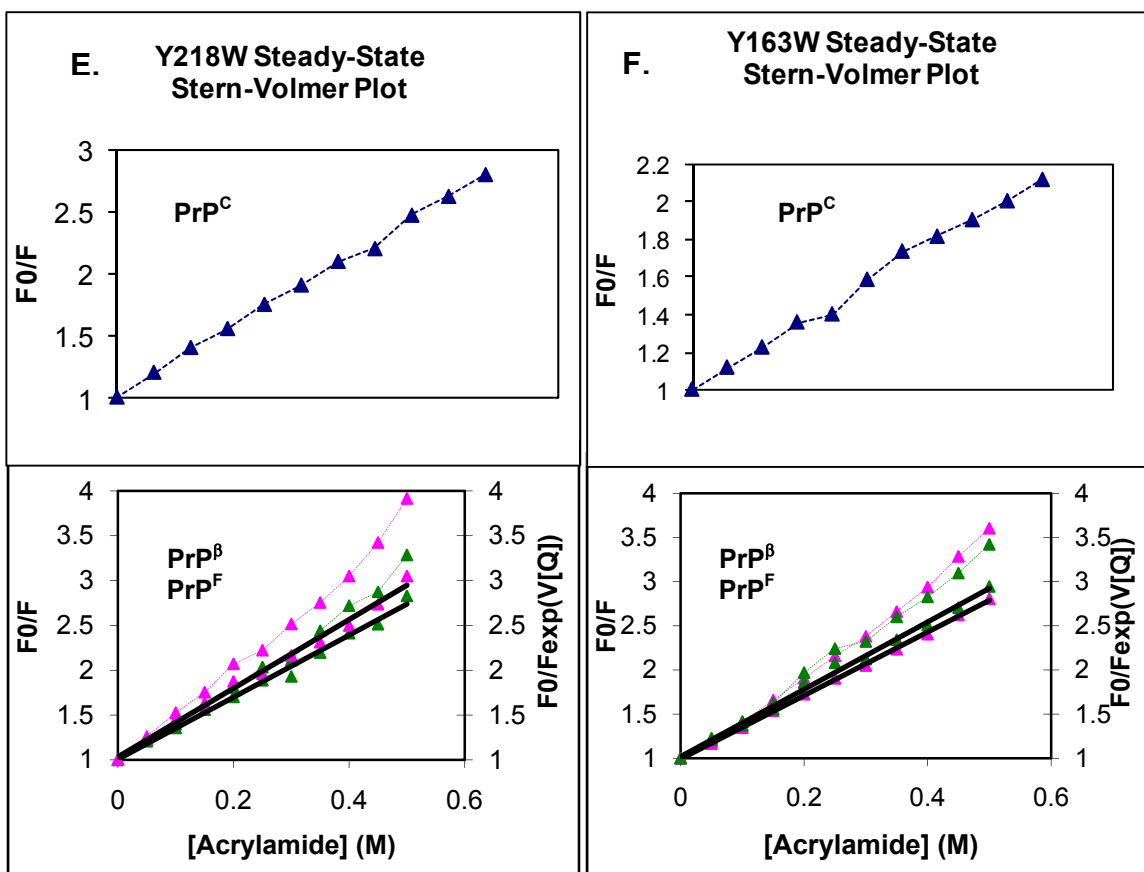 E.
Y218W Steady-State
Stern-Volmer Plot
3
2.5
2
1.5
1
F0/F
PrP^C
F.
Y163W Steady-State
Stern-Volmer Plot
2.2
2
1.8
1.6
1.4
1.2
1
F0/F
PrP^C
4
3.5
3
2.5
2
1.5
1
F0/F
PrP^β
PrP^F
4
3.5
3
2.5
2
1.5
1
F0/Fexp(V[Q])
0 0.2 0.4 0.6
[Acrylamide] (M)
4
3.5
3
2.5
2
1.5
1
F0/F
PrP^β
PrP^F
4
3.5
3
2.5
2
1.5
1
F0/Fexp(V[Q])
0 0.2 0.4 0.6
[Acrylamide] (M)